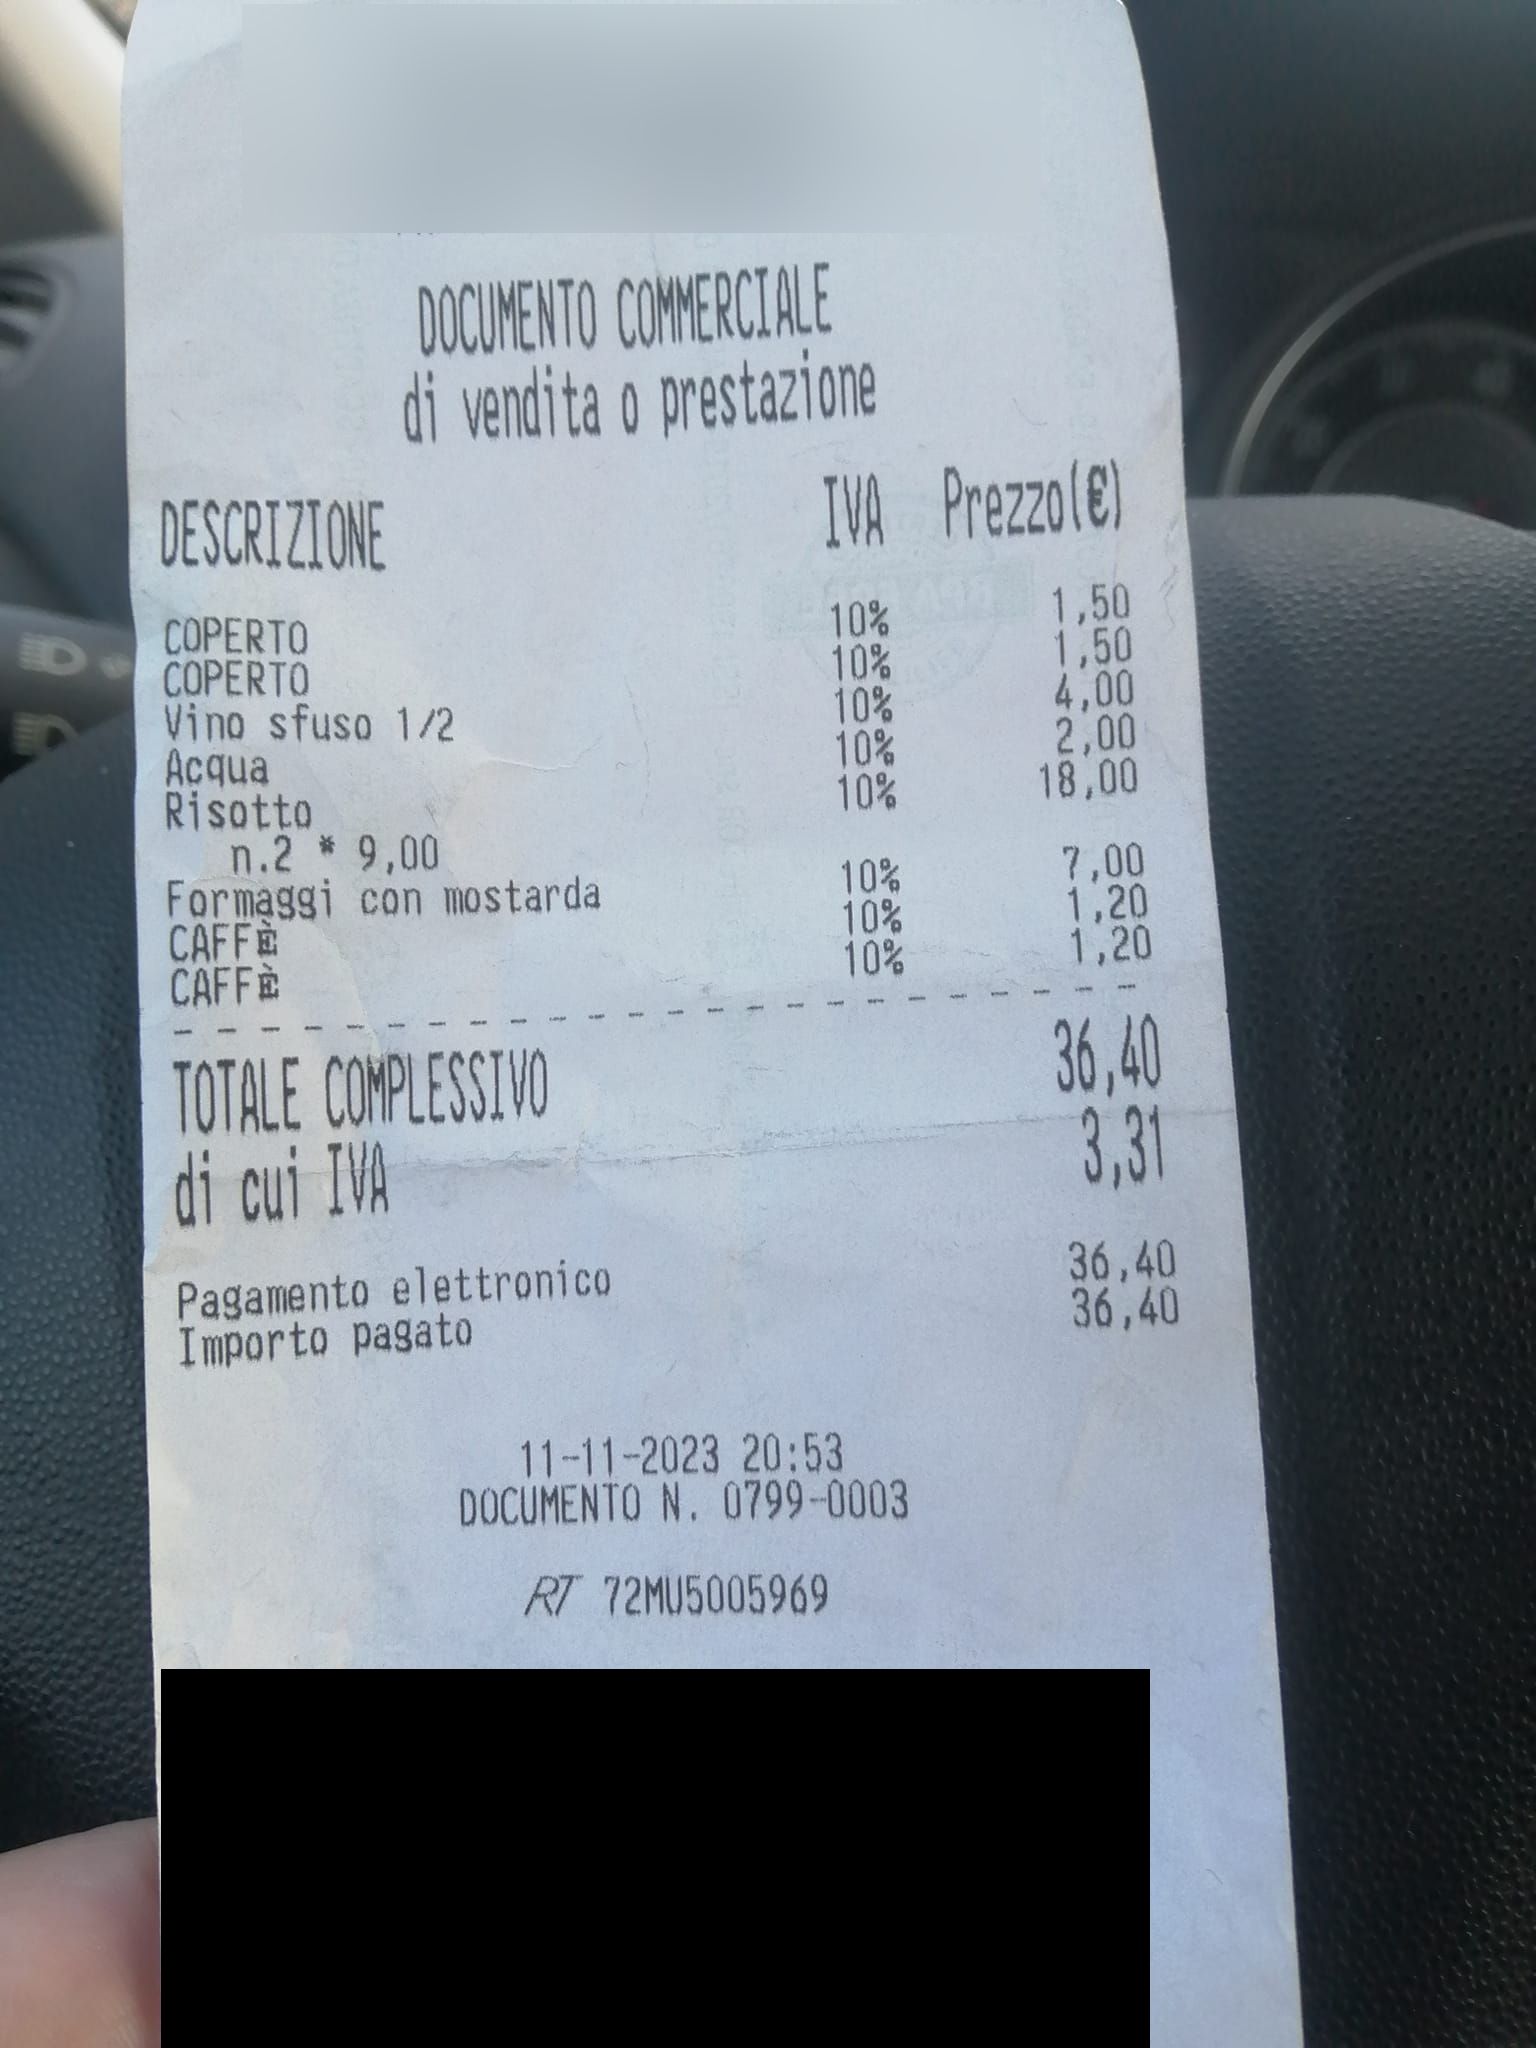 DOCUMENTO COMMERCIALE
di vendita o prestazione
DESCRIZIONE IVA Prezzo(€)
COPERTO 10% 1,50
COPERTO 10% 1,50
Vino sfuso 1/2 10% 4,00
Acqua 10% 2,00
Risotto 10% 18,00
n.2 * 9,00
Formaggi con mostarda 10% 7,00
CAFFÈ 10% 1,20
CAFFÈ 10% 1,20
TOTALE COMPLESSIVO 36,40
di cui IVA 3,31
Pagamento elettronico 36,40
Importo pagato 36,40
11-11-2023 20:53
DOCUMENTO N. 0799-0003
RT 72MU5005969